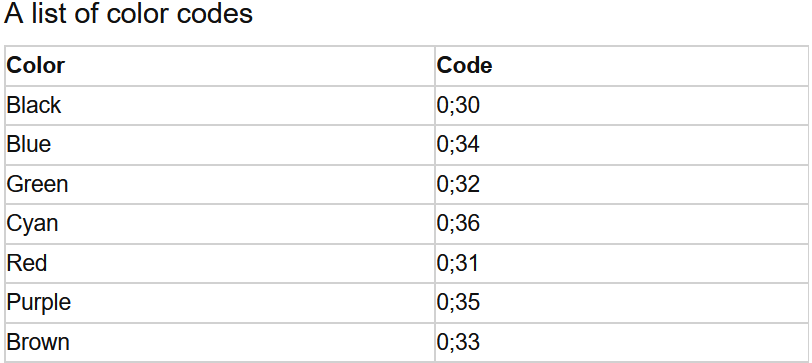 A list of color codes
Color Code
Black 0;30
Blue 0;34
Green 0;32
Cyan 0;36
Red 0;31
Purple 0;35
Brown 0;33